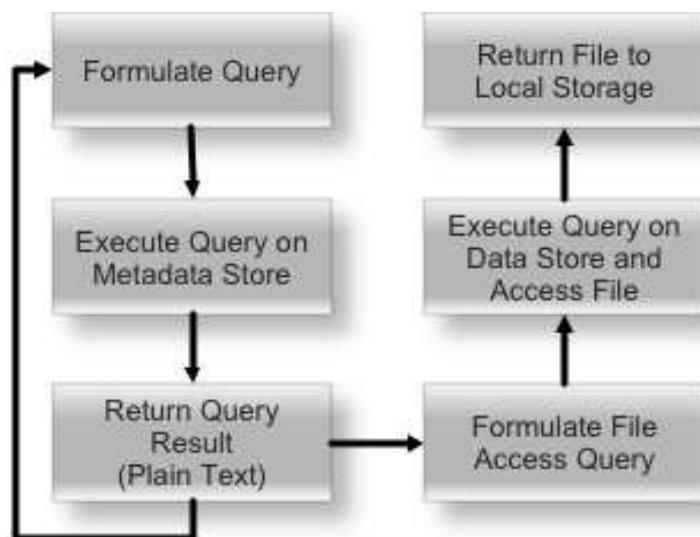 Formulate Query
Execute Query on
Metadata Store
Return Query
Result
(Plain Text)
Return File to
Local Storage
Execute Query on
Data Store and
Access File
Formulate File
Access Query